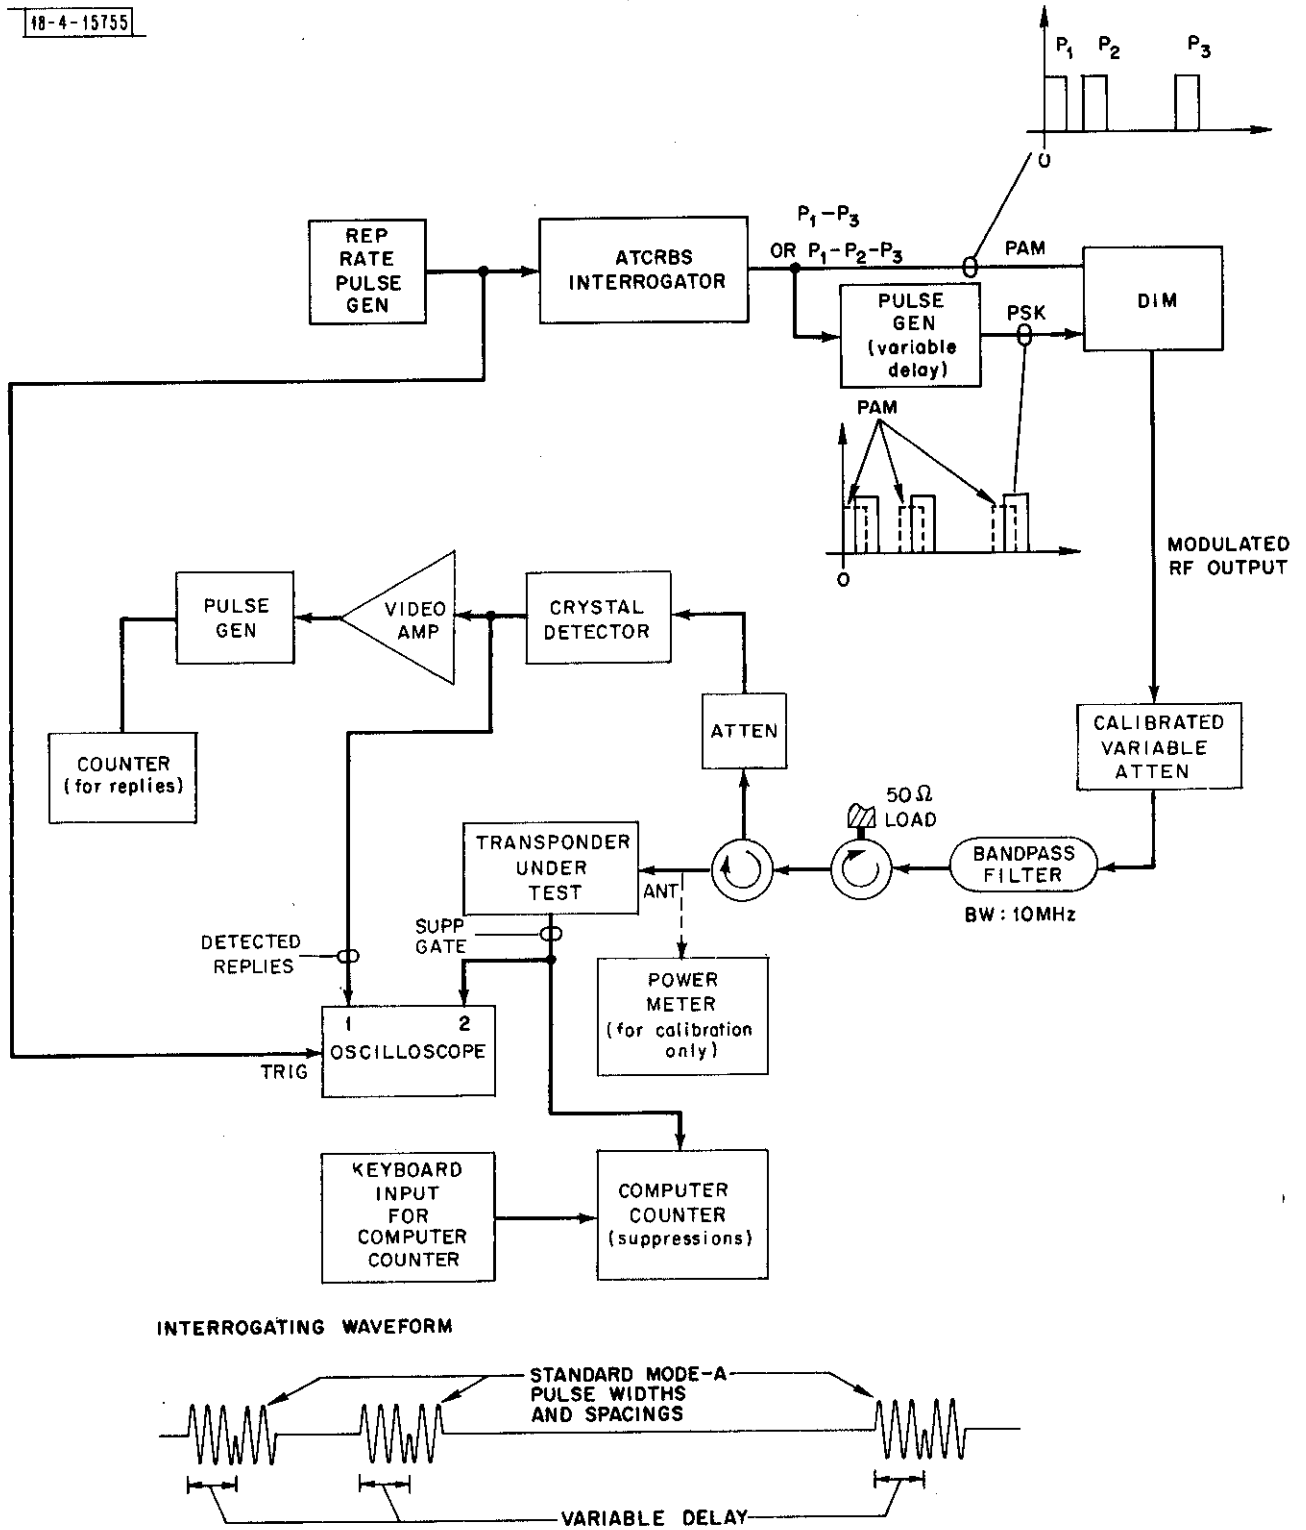 18-4-15755
P1 P2 P3
0
P1-P3
OR P1-P2-P3
PAM
REP
RATE
PULSE
GEN
ATCRBS
INTERROGATOR
PULSE
GEN
(variable
delay)
PSK
DIM
PAM
0
MODULATED
RF OUTPUT
PULSE
GEN
VIDEO
AMP
CRYSTAL
DETECTOR
ATTEN
COUNTER
(for replies)
CALIBRATED
VARIABLE
ATTEN
50Ω
LOAD
TRANSPONDER
UNDER
TEST
ANT
BANDPASS
FILTER
BW: 10MHz
SUPP
GATE
DETECTED
REPLIES
POWER
METER
(for calibration
only)
1 2
OSCILLOSCOPE
TRIG
KEYBOARD
INPUT
FOR
COMPUTER
COUNTER
COMPUTER
COUNTER
(suppressions)
INTERROGATING WAVEFORM
STANDARD MODE-A
PULSE WIDTHS
AND SPACINGS
VARIABLE DELAY